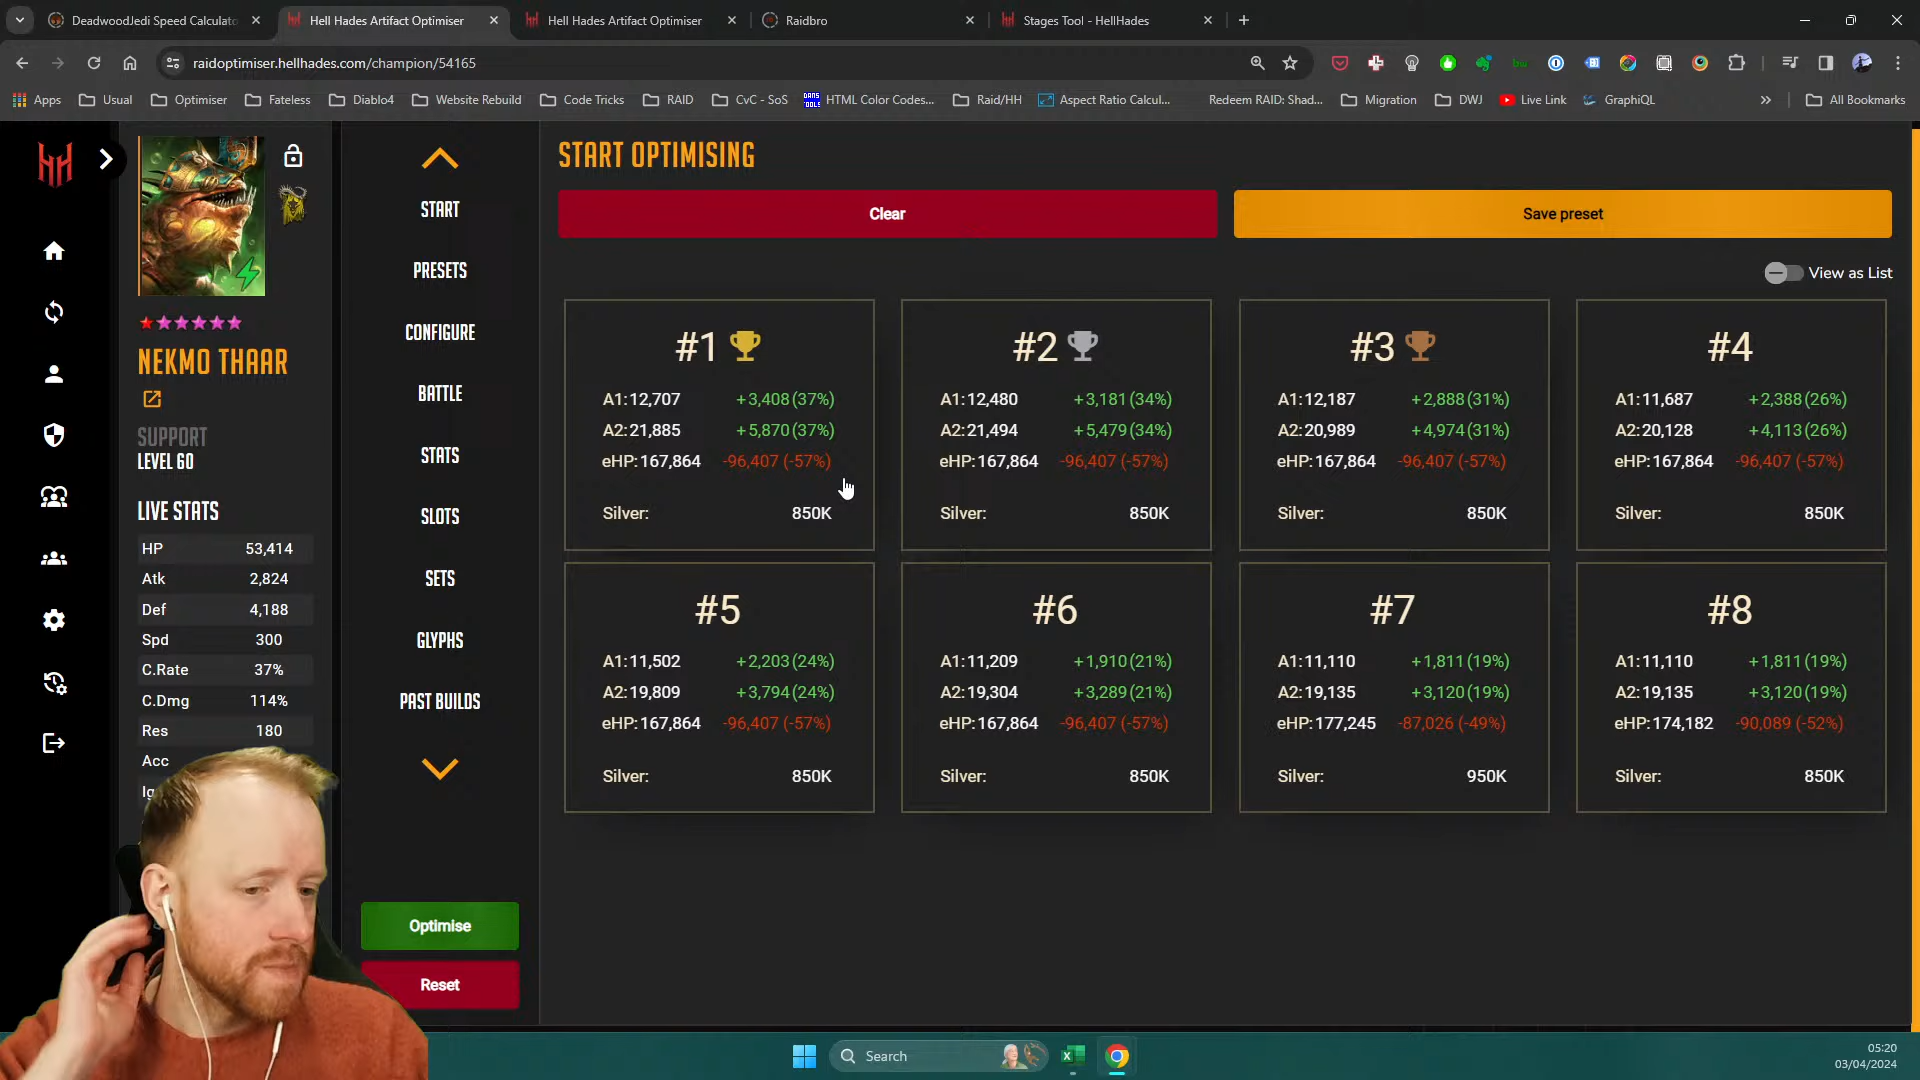 DeadwoodJedi Speed Calculato
Hell Hades Artifact Optimiser
Hell Hades Artifact Optimiser
Raidbro
Stages Tool - HellHades
raidoptimiser.hellhades.com/champion/54165
Apps
Usual
Optimiser
Fateless
Diablo4
Website Rebuild
Code Tricks
RAID
CvC - SoS
HTML Color Codes...
Raid/HH
Aspect Ratio Calcul...
Redeem RAID: Shad...
Migration
DWJ
Live Link
GraphiQL
All Bookmarks
NEKMO THAAR
SUPPORT
LEVEL 60
LIVE STATS
HP 53,414
Atk 2,824
Def 4,188
Spd 300
C.Rate 37%
C.Dmg 114%
Res 180
Acc
START
PRESETS
CONFIGURE
BATTLE
STATS
SLOTS
SETS
GLYPHS
PAST BUILDS
Optimise
Reset
START OPTIMISING
Clear
Save preset
View as List
#1
A1:12,707 +3,408(37%)
A2:21,885 +5,870(37%)
eHP:167,864 -96,407 (-57%)
Silver: 850K
#2
A1:12,480 +3,181(34%)
A2:21,494 +5,479(34%)
eHP:167,864 -96,407 (-57%)
Silver: 850K
#3
A1:12,187 +2,888(31%)
A2:20,989 +4,974(31%)
eHP:167,864 -96,407 (-57%)
Silver: 850K
#4
A1:11,687 +2,388(26%)
A2:20,128 +4,113(26%)
eHP:167,864 -96,407 (-57%)
Silver: 850K
#5
A1:11,502 +2,203(24%)
A2:19,809 +3,794(24%)
eHP:167,864 -96,407 (-57%)
Silver: 850K
#6
A1:11,209 +1,910(21%)
A2:19,304 +3,289(21%)
eHP:167,864 -96,407 (-57%)
Silver: 850K
#7
A1:11,110 +1,811(19%)
A2:19,135 +3,120(19%)
eHP:177,245 -87,026 (-49%)
Silver: 950K
#8
A1:11,110 +1,811(19%)
A2:19,135 +3,120(19%)
eHP:174,182 -90,089 (-52%)
Silver: 850K
Search
05:20
03/04/2024